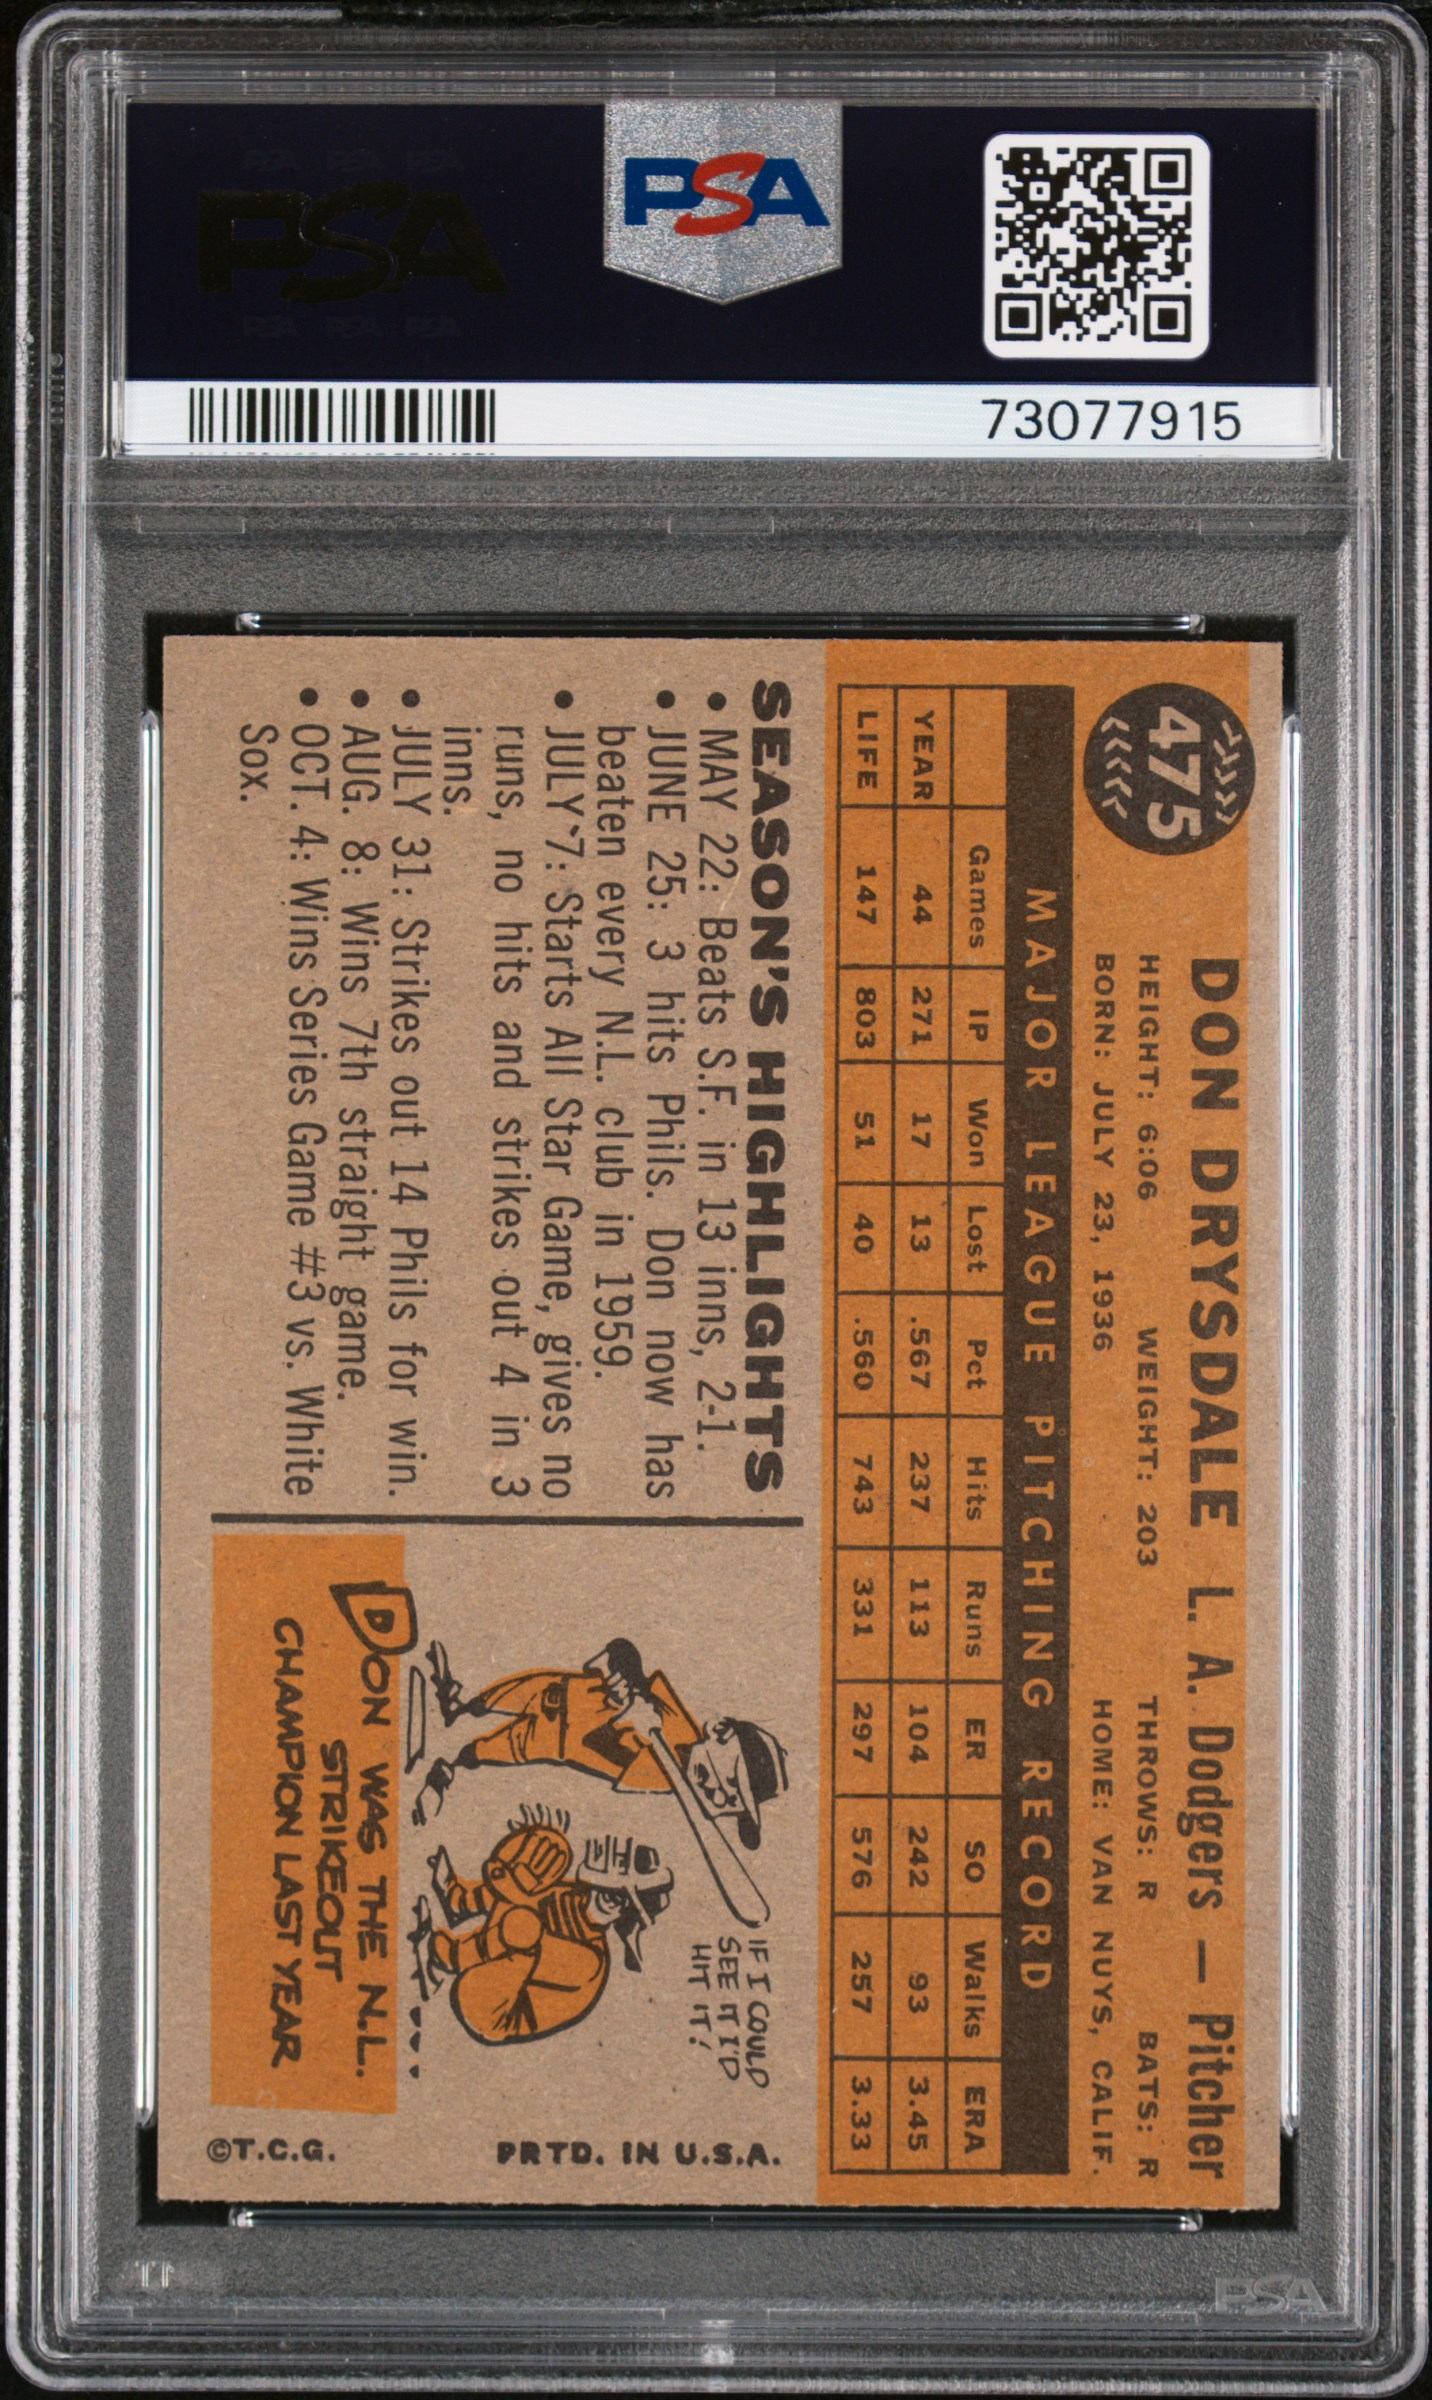 PSA
PSA
73077915
475
DON DRYSDALE L. A. Dodgers — Pitcher
HEIGHT: 6:06 WEIGHT: 203 THROWS: R BATS: R
BORN: JULY 23, 1936 HOME: VAN NUYS, CALIF.
MAJOR LEAGUE PITCHING RECORD
Games IP Won Lost Pct Hits Runs ER SO Walks ERA
YEAR 44 271 17 13 .567 237 113 104 242 93 3.45
LIFE 147 803 51 40 .560 743 331 297 576 257 3.33
SEASON'S HIGHLIGHTS
• MAY 22: Beats S.F. in 13 inns, 2-1.
• JUNE 25: 3 hits Phils. Don now has
beaten every N.L. club in 1959.
• JULY 7: Starts All Star Game, gives no
runs, no hits and strikes out 4 in 3
inns.
• JULY 31: Strikes out 14 Phils for win.
• AUG. 8: Wins 7th straight game.
• OCT. 4: Wins Series Game #3 vs. White
Sox.
IF I COULD
SEE IT I'D
HIT IT!
DON WAS THE N.L.
STRIKEOUT
CHAMPION LAST YEAR
PRTD. IN U.S.A.
©T.C.G.
PSA